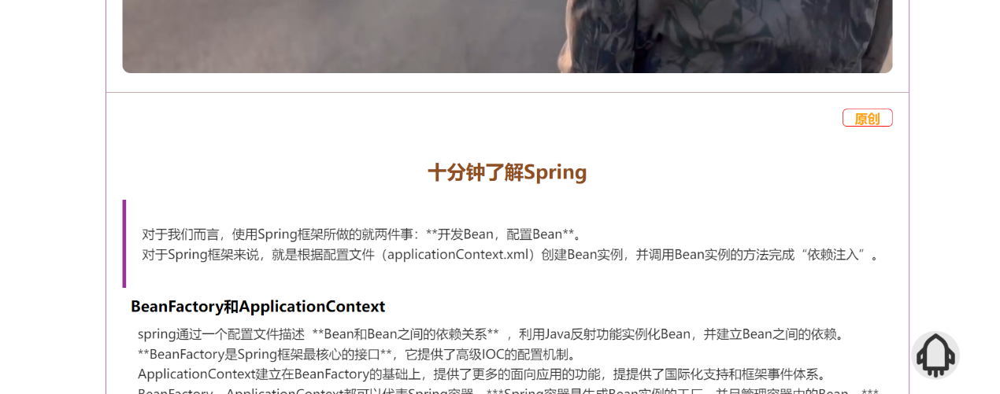 原创
十分钟了解Spring
对于我们而言，使用Spring框架所做的就两件事：**开发Bean，配置Bean**。
对于Spring框架来说，就是根据配置文件（applicationContext.xml）创建Bean实例，并调用Bean实例的方法完成“依赖注入”。
BeanFactory和ApplicationContext
spring通过一个配置文件描述 **Bean和Bean之间的依赖关系** ，利用Java反射功能实例化Bean，并建立Bean之间的依赖。
**BeanFactory是Spring框架最核心的接口**，它提供了高级IOC的配置机制。
ApplicationContext建立在BeanFactory的基础上，提供了更多的面向应用的功能，提提供了国际化支持和框架事件体系。
BeanFactory、ApplicationContext都可以代表Spring容器，***Spring容器是生成Bean实例的工厂，并且管理容器中的Bean。***